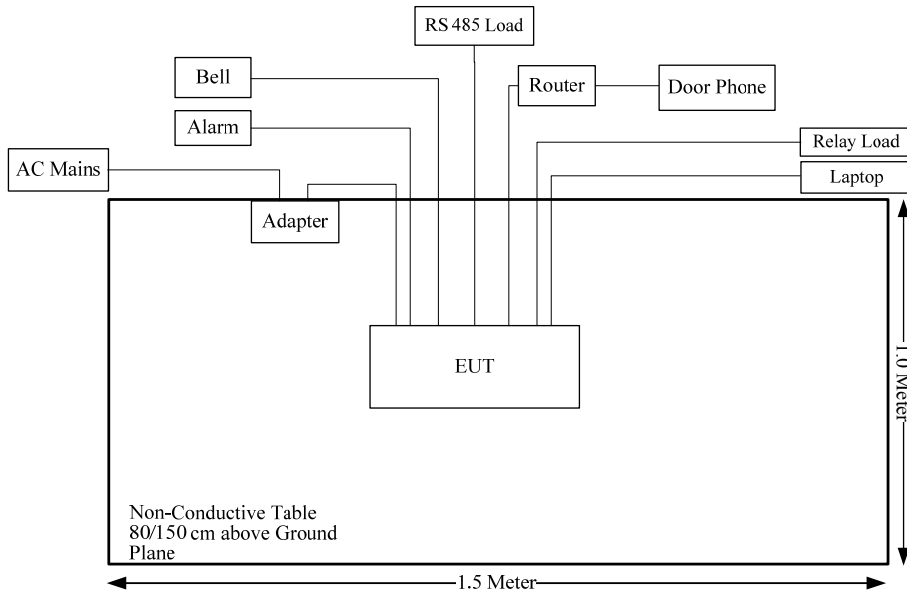 RS 485 Load
Bell
Router
Door Phone
Alarm
Relay Load
AC Mains
Laptop
Adapter
EUT
1.0 Meter
Non-Conductive Table
80/150 cm above Ground
Plane
1.5 Meter